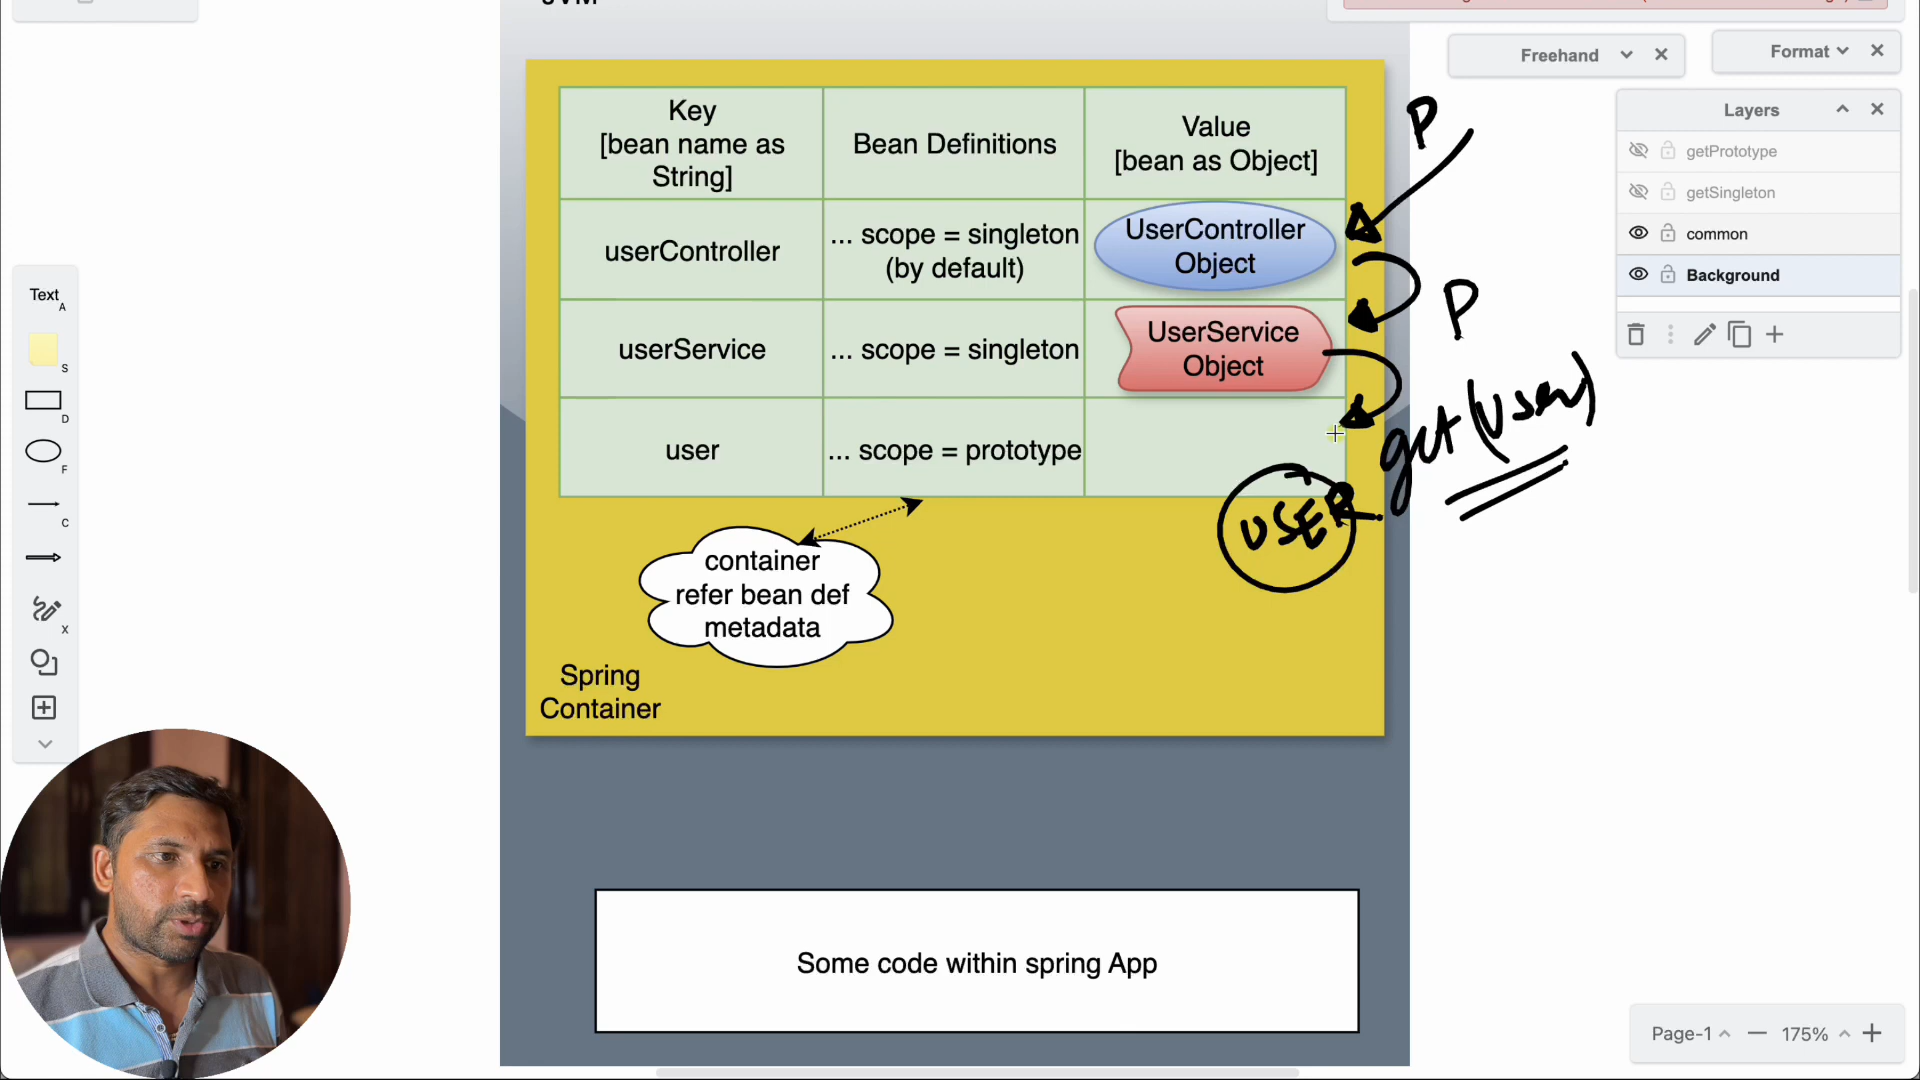 Freehand
Format
Key
[bean name as
String]
Bean Definitions
Value
[bean as Object]
P
Layers
getPrototype
getSingleton
common
Background
userController
... scope = singleton
(by default)
UserController
Object
userService
... scope = singleton
UserService
Object
P
user
... scope = prototype
get(user)
USER
container
refer bean def
metadata
Spring
Container
Some code within spring App
Text
A
S
D
F
C
X
Page-1
175%